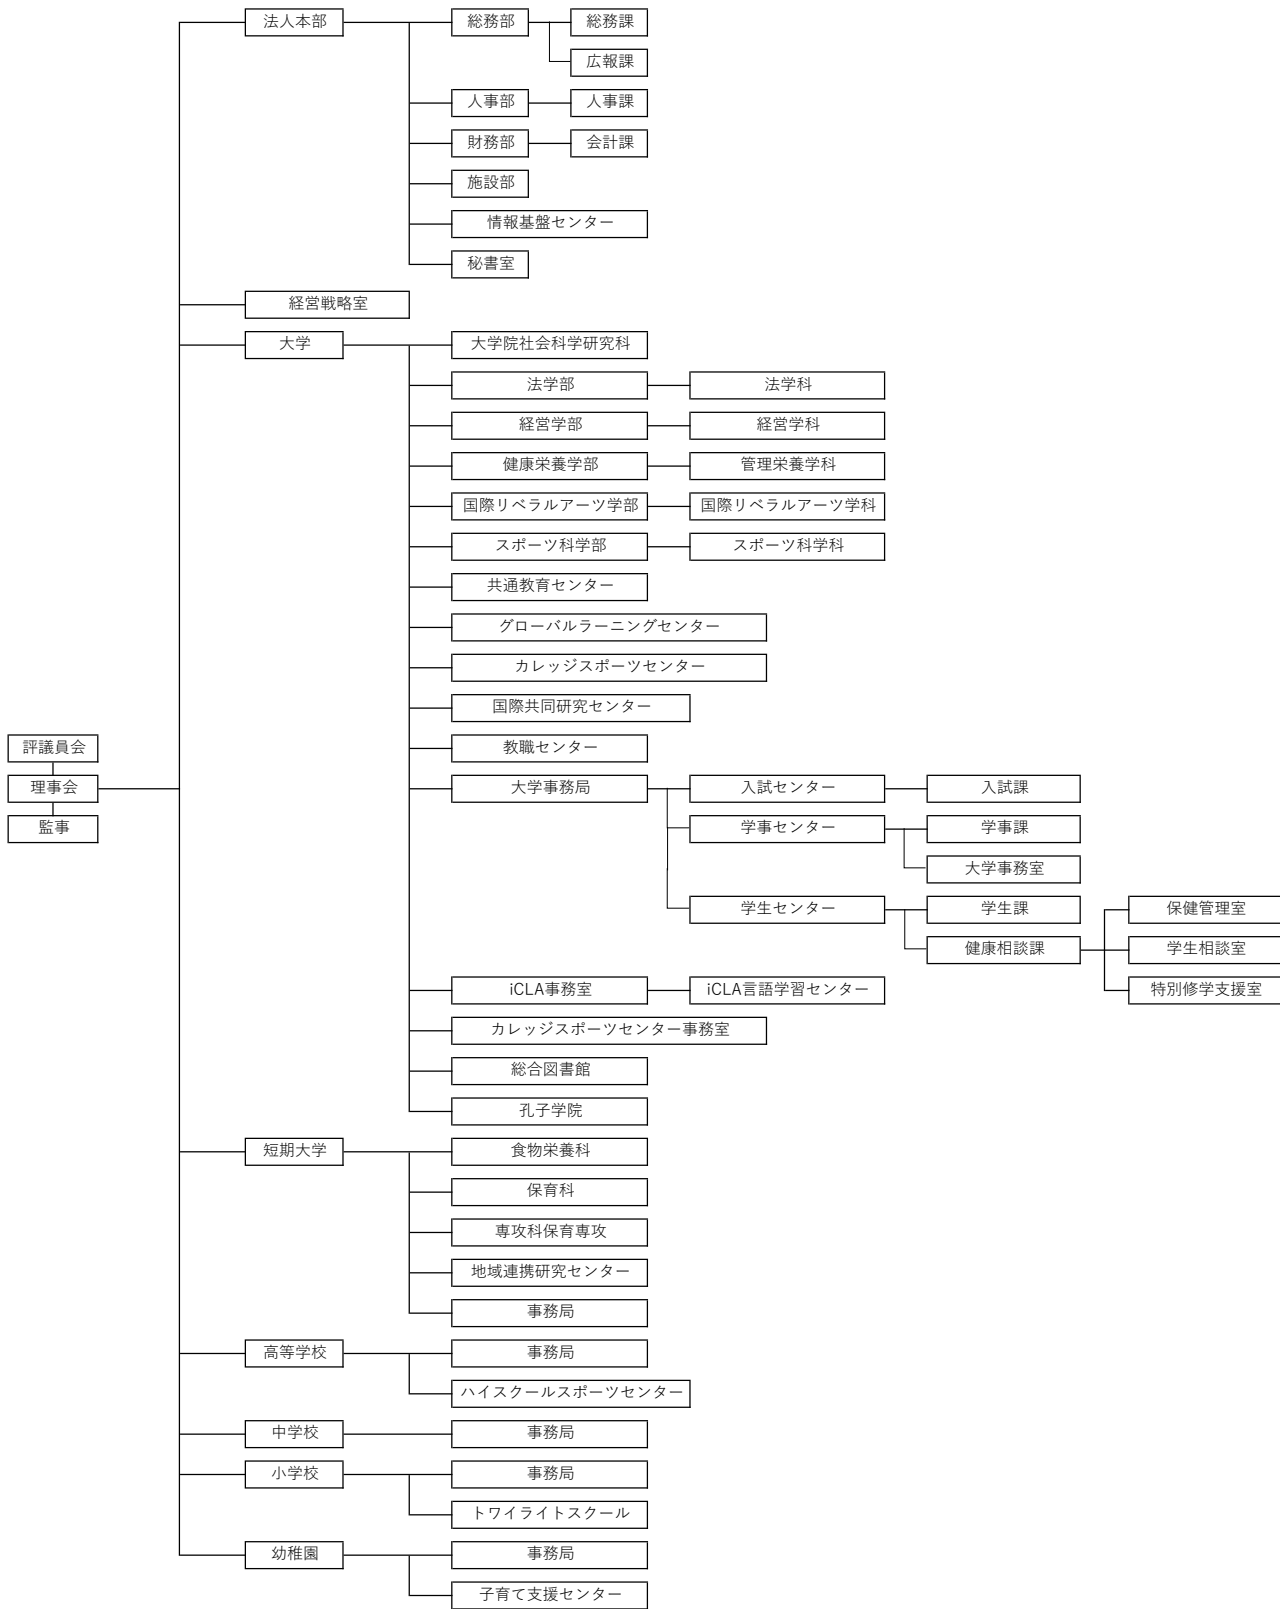 法人本部
総務部
総務課
広報課
人事部
人事課
財務部
会計課
施設部
情報基盤センター
秘書室
経営戦略室
大学
大学院社会科学研究科
法学部
法学科
経営学部
経営学科
健康栄養学部
管理栄養学科
国際リベラルアーツ学部
国際リベラルアーツ学科
スポーツ科学部
スポーツ科学科
共通教育センター
グローバルラーニングセンター
カレッジスポーツセンター
国際共同研究センター
評議員会
教職センター
理事会
大学事務局
入試センター
入試課
監事
学事センター
学事課
大学事務室
学生センター
学生課
保健管理室
健康相談課
学生相談室
iCLA事務室
iCLA言語学習センター
特別修学支援室
カレッジスポーツセンター事務室
総合図書館
孔子学院
短期大学
食物栄養科
保育科
専攻科保育専攻
地域連携研究センター
事務局
高等学校
事務局
ハイスクールスポーツセンター
中学校
事務局
小学校
事務局
トワイライトスクール
幼稚園
事務局
子育て支援センター